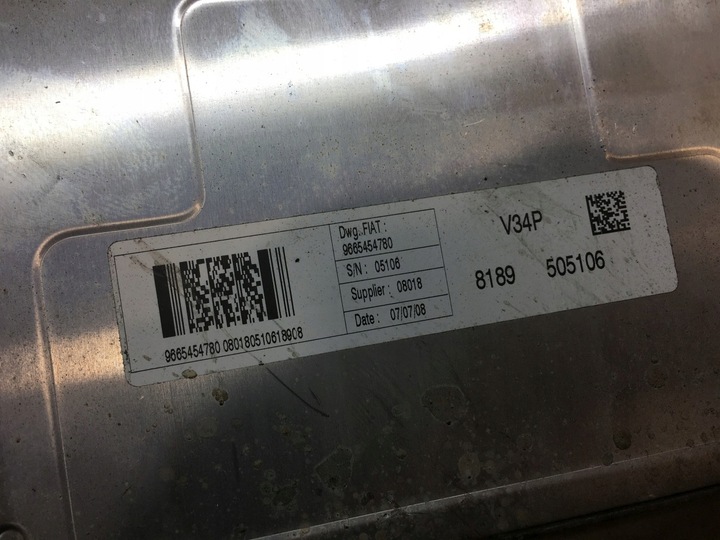 9665454780 080180510618908
Dwg. FIAT :
9665454780
S/N : 05106
Supplier : 08018
Date : 07/07/08
V34P
8189 505106